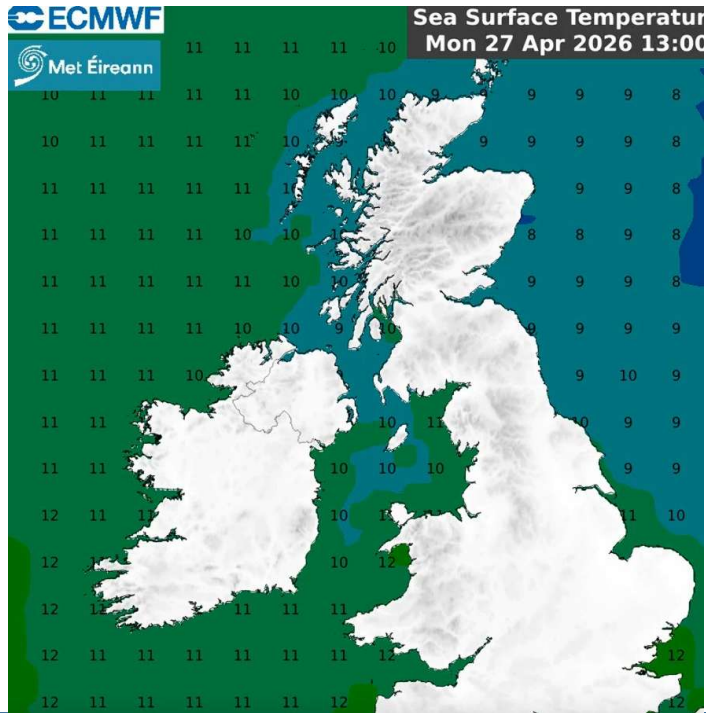 ECMWF
Met Éireann
Sea Surface Temperatur
Mon 27 Apr 2026 13:00
11 11 11 11 10
10 11 11 11 11 10 10 10 9 9 9 9 8
10 11 11 11 11 10 9 9 9 9 8
11 11 11 11 11 10 9 9 8
11 11 11 11 10 10 8 8 9 8
11 11 11 11 11 10 10 9 9 9 8
11 11 11 11 10 10 9 10 9 9 9 9
11 11 11 10 9 10 9
11 11 10 11 10 9 9
11 11 10 10 10 9 9
12 11 11 10 11 11 10
12 10 12
12 12 11 11 11 11
12 11 11 11 11 11 11 12 12
12 11 11 11 11 11 12 12